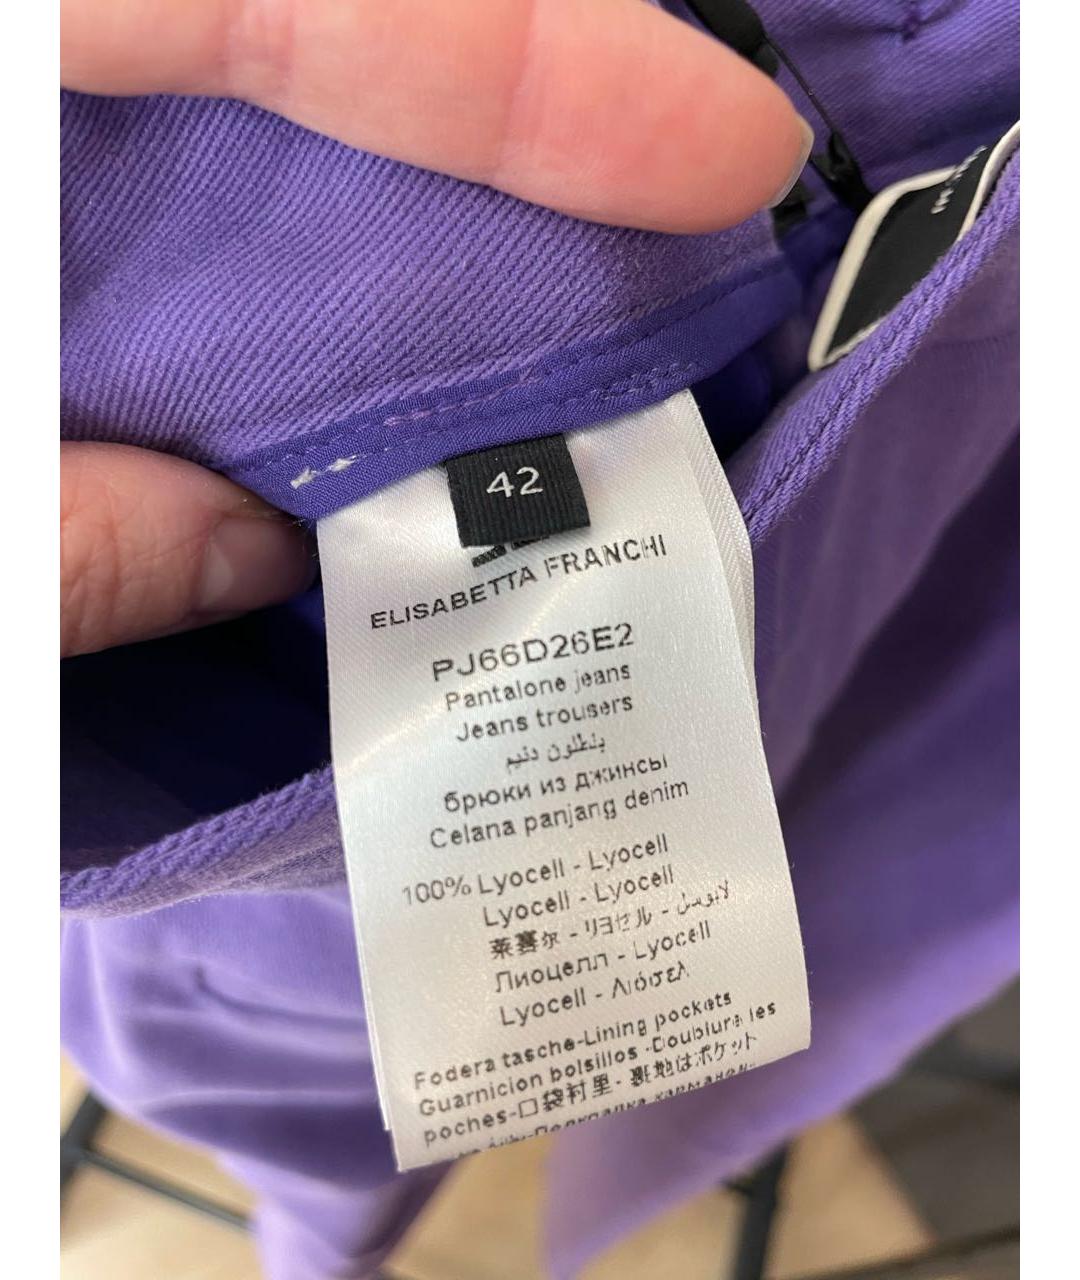 42
ELISABETTA FRANCHI
PJ66D26E2
Pantalone jeans
Jeans trousers
بنطلون دنيم
брюки из джинсы
Celana panjang denim
100% Lyocell - Lyocell
Lyocell - Lyocell
莱赛尔 - リヨセル - لايوسل
Лиоцелл - Lyocell
Lyocell - Λιόσελ
Fodera tasche-Lining pockets
Guarnicion bolsillos -Doublure les
poches-口袋衬里- 裏地はポケット